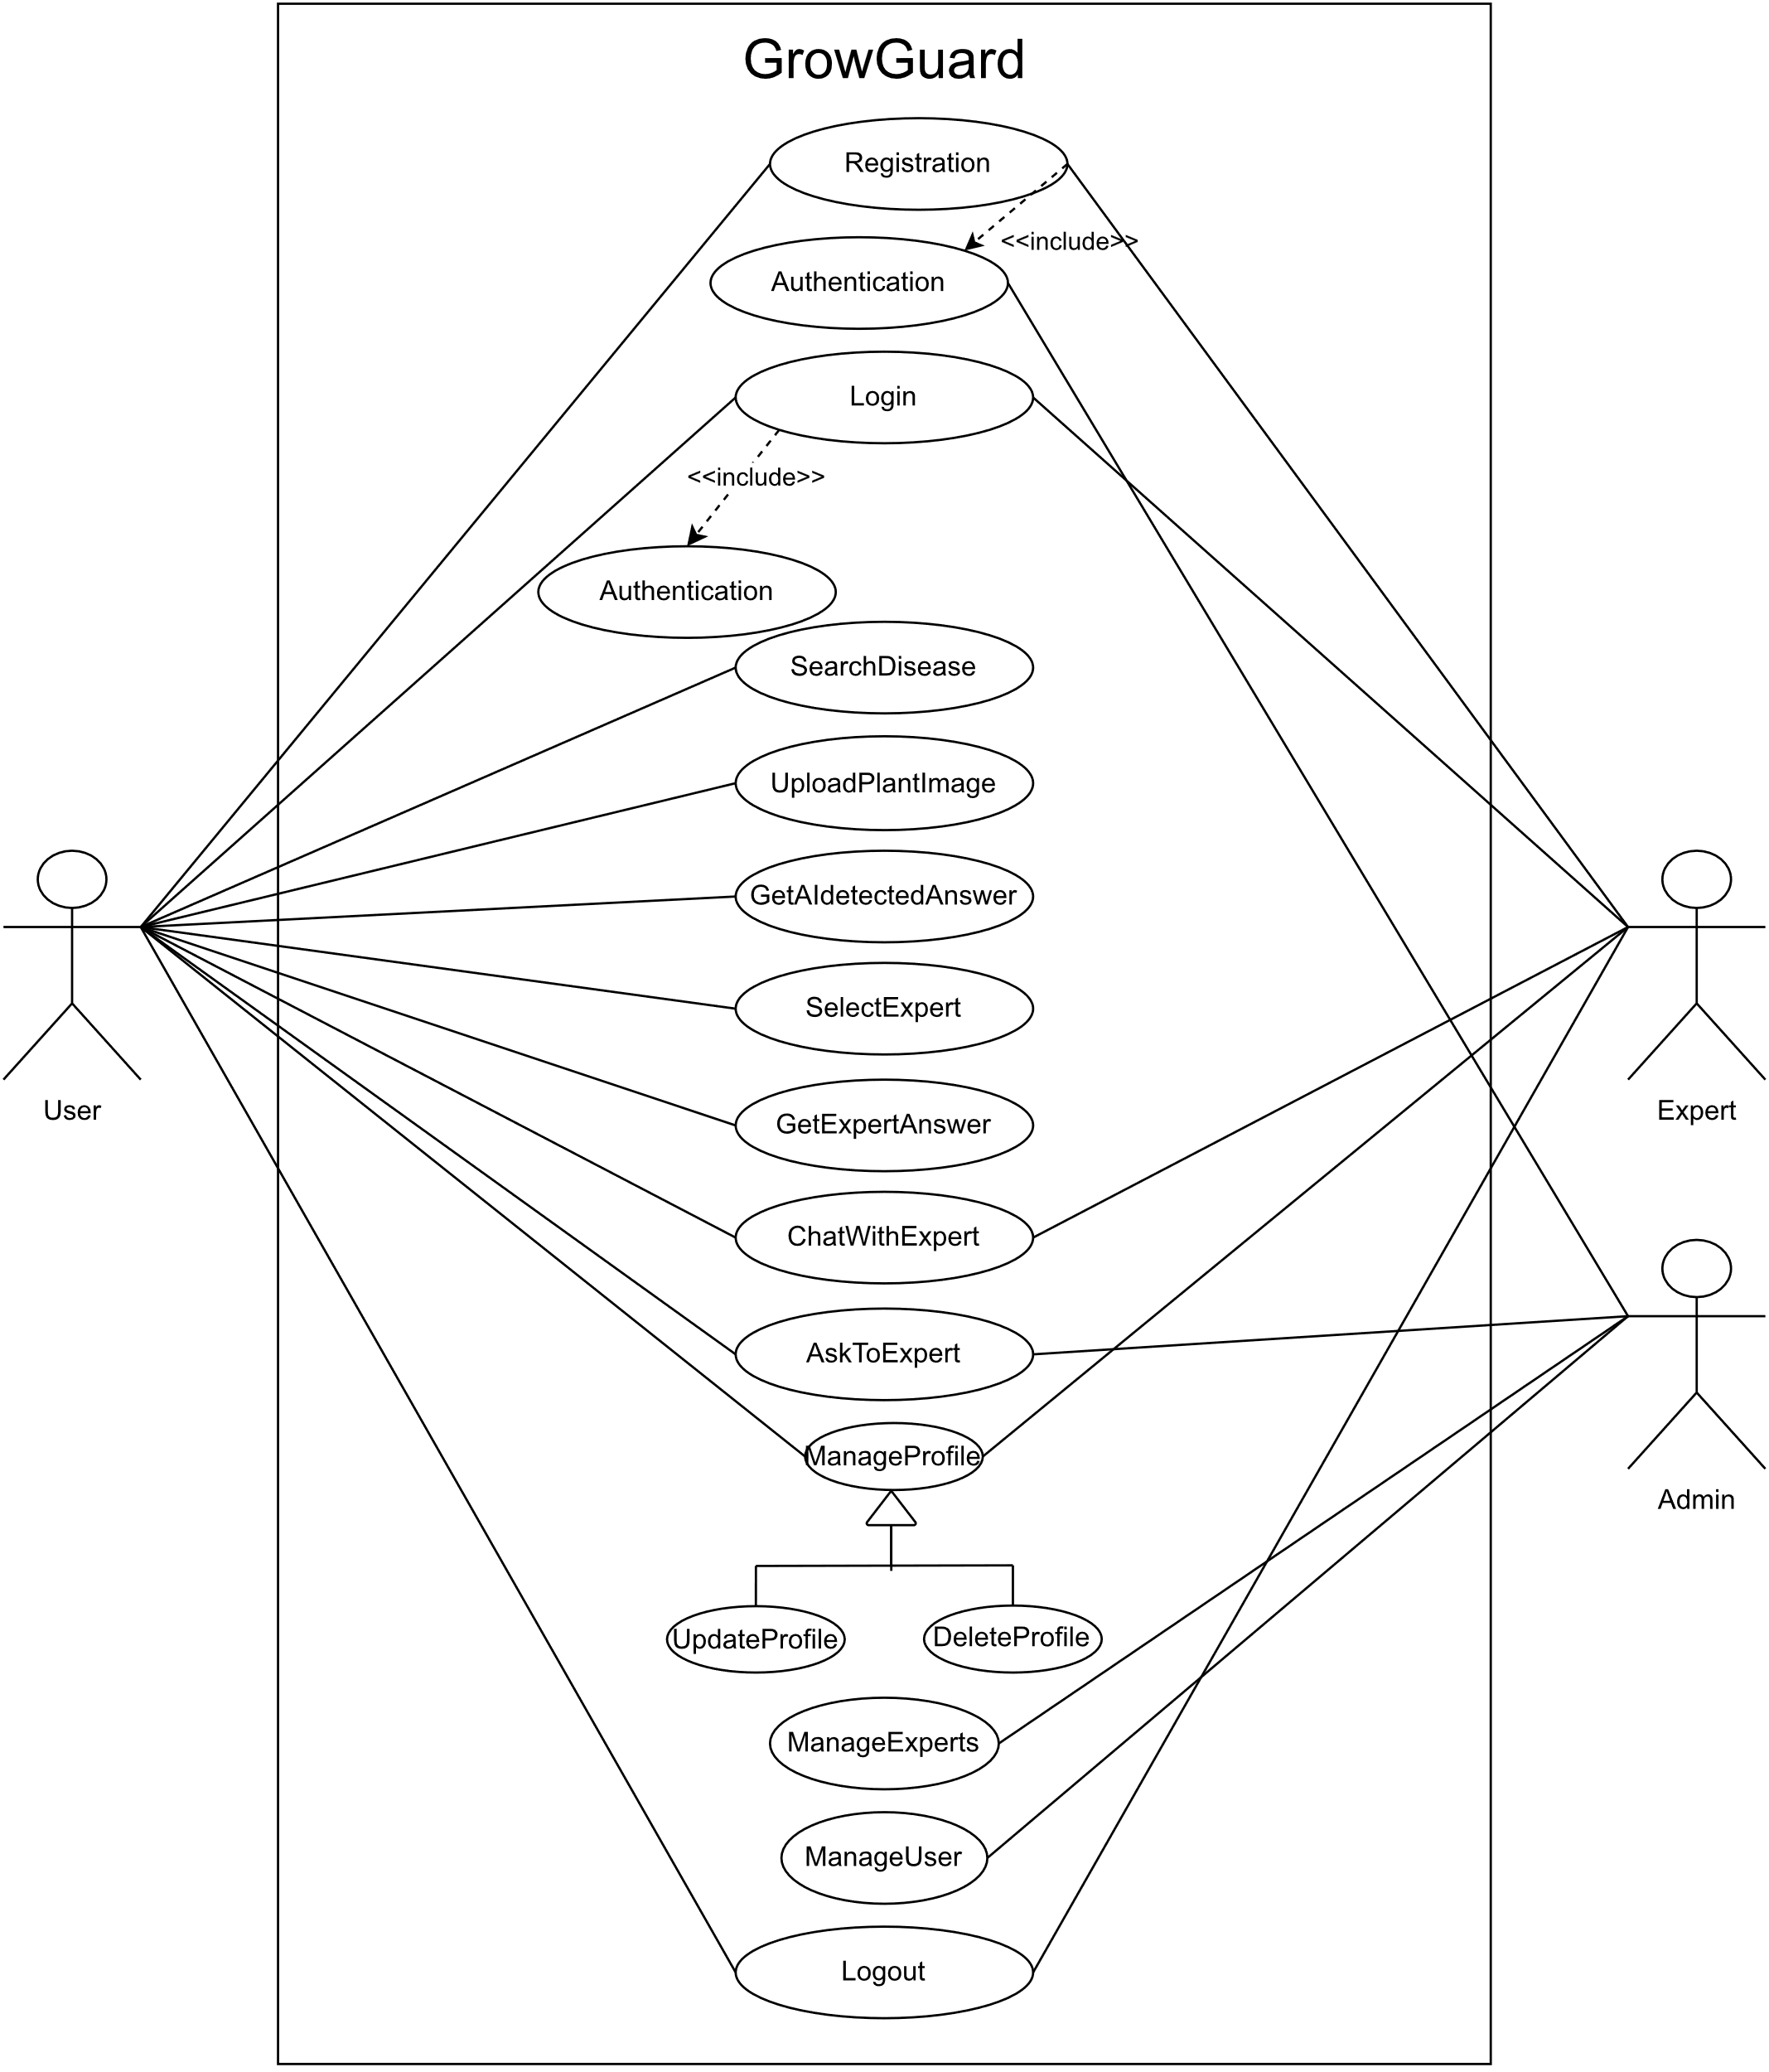 GrowGuard
Registration
<<include>>
Authentication
Login
<<include>>
Authentication
SearchDisease
UploadPlantImage
GetAIdetectedAnswer
SelectExpert
User
Expert
GetExpertAnswer
ChatWithExpert
AskToExpert
ManageProfile
Admin
UpdateProfile
DeleteProfile
ManageExperts
ManageUser
Logout